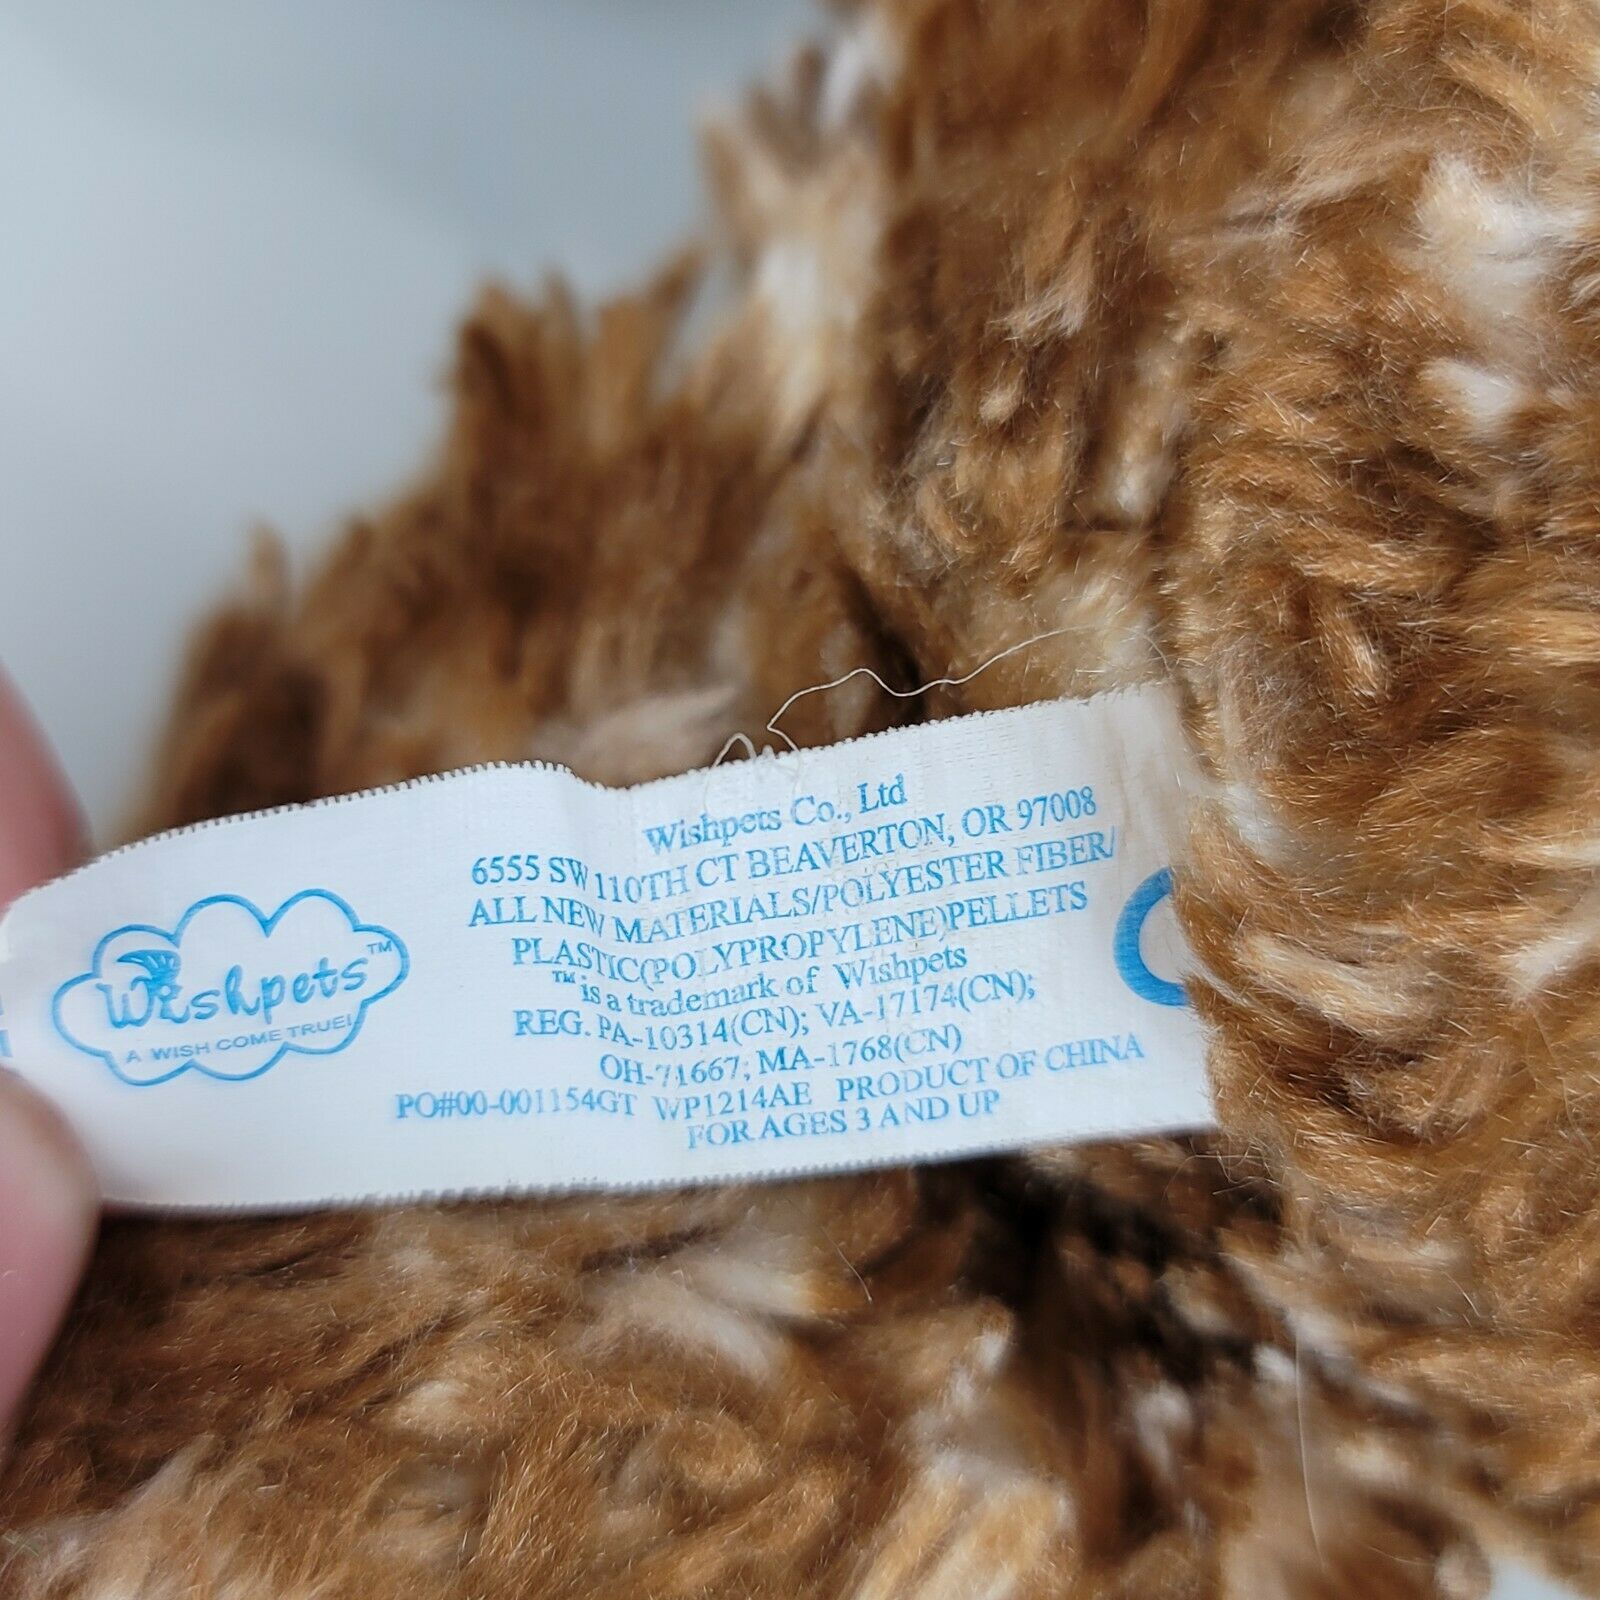 Wishpets™
A WISH COME TRUE!
Wishpets Co., Ltd
6555 SW 110TH CT BEAVERTON, OR 97008
ALL NEW MATERIALS/POLYESTER FIBER/
PLASTIC(POLYPROPYLENE)PELLETS
™ is a trademark of Wishpets
REG. PA-10314(CN); VA-17174(CN);
OH-71667; MA-1768(CN)
PO#00-001154GT WP1214AE PRODUCT OF CHINA
FOR AGES 3 AND UP